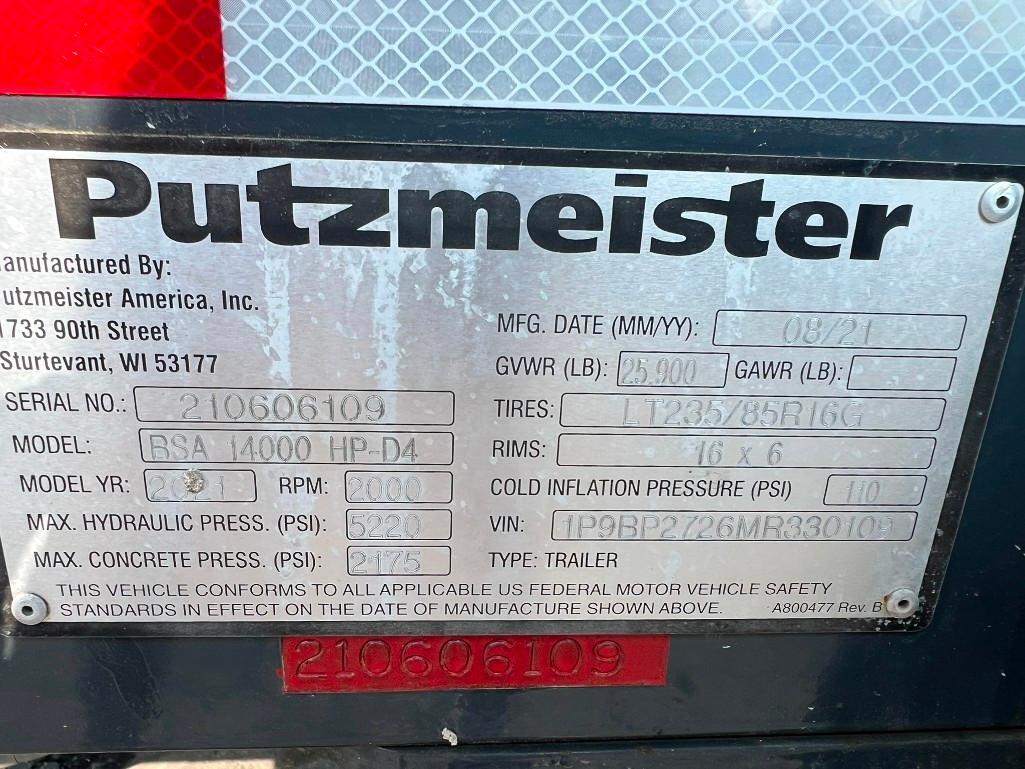 Putzmeister
anufactured By:
utzmeister America, Inc.
1733 90th Street
Sturtevant, WI 53177
SERIAL NO.: 210606109
MODEL: BSA 14000 HP-D4
MODEL YR: 2021 RPM: 2000
MAX. HYDRAULIC PRESS. (PSI): 5220
MAX. CONCRETE PRESS. (PSI): 2175
MFG. DATE (MM/YY): 08/21
GVWR (LB): 25,900 GAWR (LB):
TIRES: LT235/85R16G
RIMS: 16 x 6
COLD INFLATION PRESSURE (PSI) 110
VIN: 1P9BP2726MR330109
TYPE: TRAILER
THIS VEHICLE CONFORMS TO ALL APPLICABLE US FEDERAL MOTOR VEHICLE SAFETY
STANDARDS IN EFFECT ON THE DATE OF MANUFACTURE SHOWN ABOVE. A800477 Rev. B
210606109